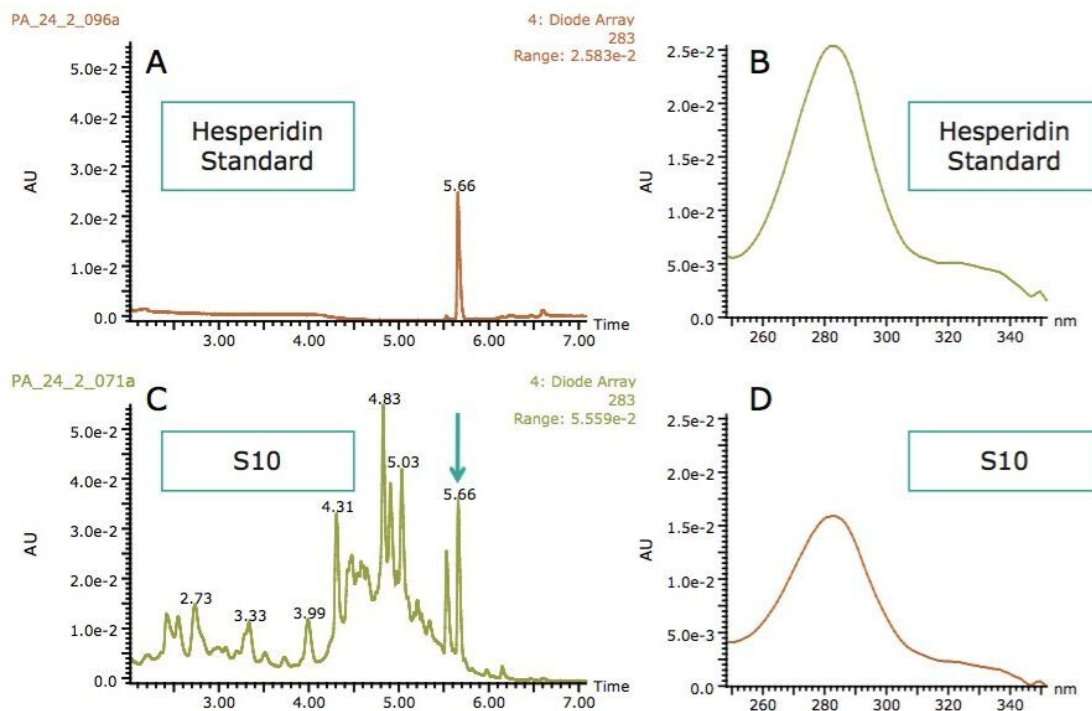 PA_24_2_096a
4: Diode Array
283
Range: 2.583e-2
A
Hesperidin
Standard
5.66
AU
5.0e-2
4.0e-2
3.0e-2
2.0e-2
1.0e-2
0.0
3.00
4.00
5.00
6.00
7.00
Time
B
Hesperidin
Standard
AU
2.5e-2
2.0e-2
1.5e-2
1.0e-2
5.0e-3
0.0
260
280
300
320
340
nm
PA_24_2_071a
4: Diode Array
283
Range: 5.559e-2
C
S10
2.73
3.33
3.99
4.31
4.83
5.03
5.66
AU
5.0e-2
4.0e-2
3.0e-2
2.0e-2
1.0e-2
0.0
3.00
4.00
5.00
6.00
7.00
Time
D
S10
AU
2.5e-2
2.0e-2
1.5e-2
1.0e-2
5.0e-3
0.0
260
280
300
320
340
nm